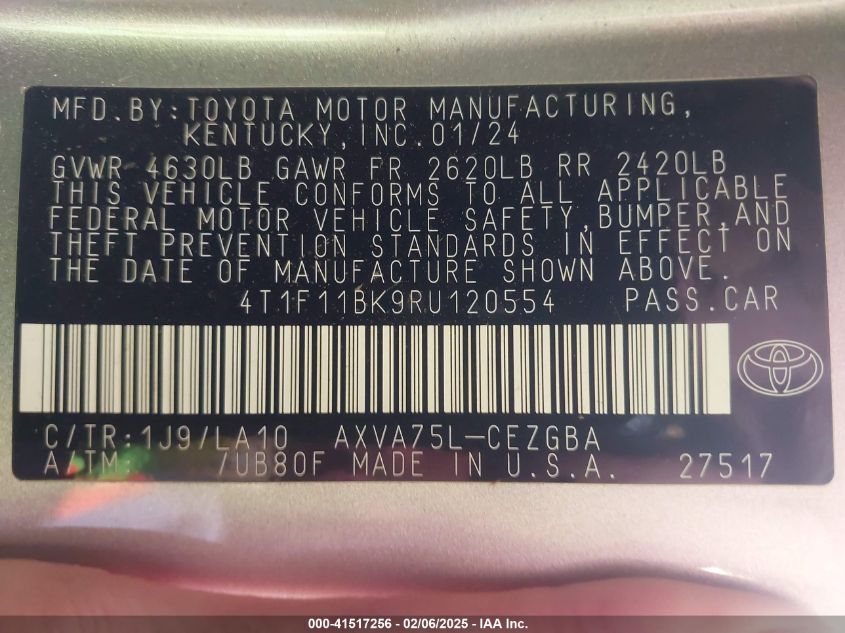 MFD.BY:TOYOTA MOTOR MANUFACTURING,
KENTUCKY,INC.01/24
GVWR 4630LB GAWR FR 2620LB RR 2420LB
THIS VEHICLE CONFORMS TO ALL APPLICABLE
FEDERAL MOTOR VEHICLE SAFETY,BUMPER,AND
THEFT PREVENTION STANDARDS IN EFFECT ON
THE DATE OF MANUFACTURE SHOWN ABOVE.
4T1F11BK9RU120554 PASS.CAR
C/TR:1J9/LA10 AXVA75L-CEZGBA
A/TM: /UB80F MADE IN U.S.A. 27517
000-41517256 - 02/06/2025 - IAA Inc.